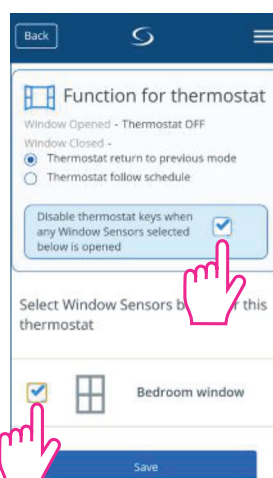 Back
Function for thermostat
Window Opened - Thermostat OFF
Window Closed -
Thermostat return to previous mode
Thermostat follow schedule
Disable thermostat keys when
any Window Sensors selected
below is opened
Select Window Sensors this
thermostat
Bedroom window
Save